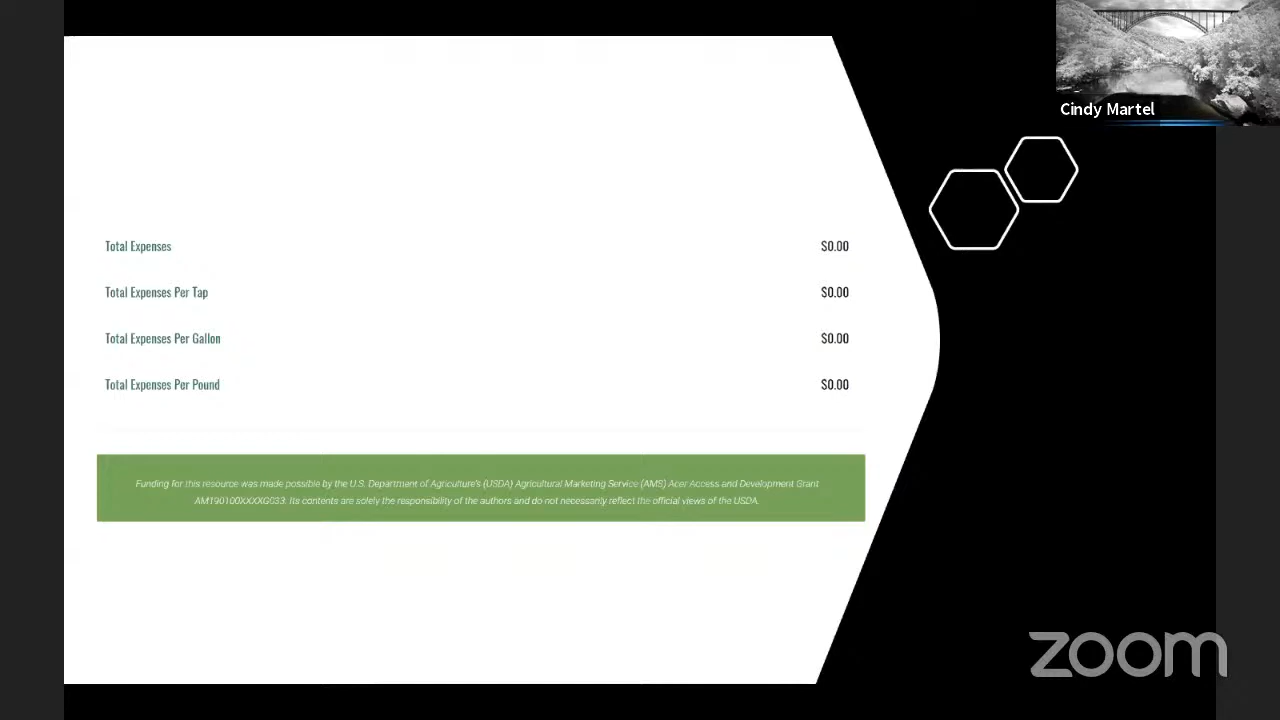 Cindy Martel
Total Expenses $0.00
Total Expenses Per Tap $0.00
Total Expenses Per Gallon $0.00
Total Expenses Per Pound $0.00
Funding for this resource was made possible by the U.S. Department of Agriculture's (USDA) Agricultural Marketing Service (AMS) Acer Access and Development Grant
AM190100XXXXG033. Its contents are solely the responsibility of the authors and do not necessarily reflect the official views of the USDA.
zoom